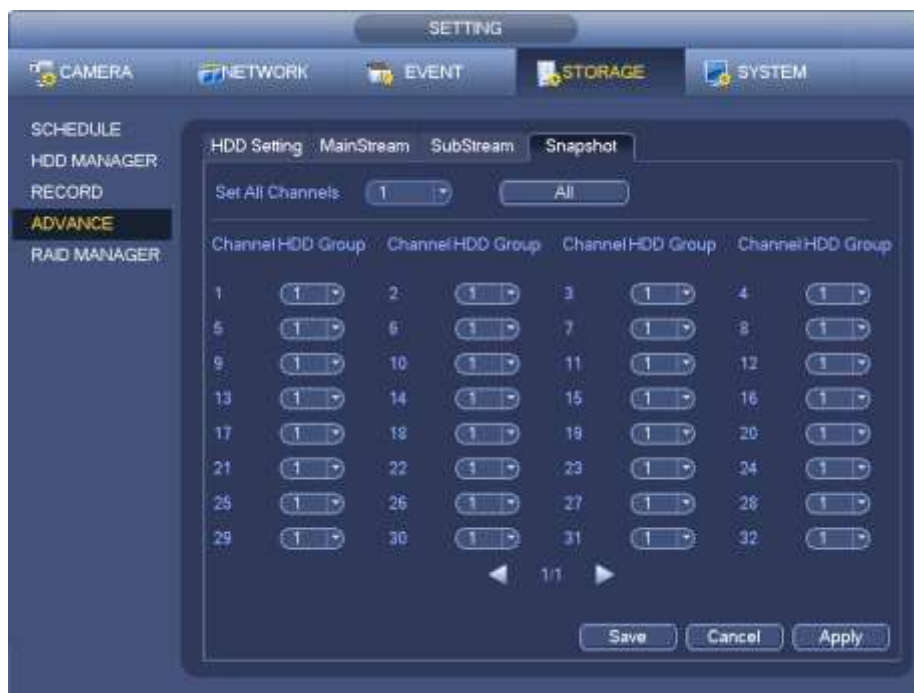 SETTING
CAMERA NETWORK EVENT STORAGE SYSTEM
SCHEDULE
HDD MANAGER
RECORD
ADVANCE
RAID MANAGER
HDD Setting MainStream SubStream Snapshot
Set All Channels 1 All
Channel HDD Group Channel HDD Group Channel HDD Group Channel HDD Group
1 1 2 1 3 1 4 1
5 1 6 1 7 1 8 1
9 1 10 1 11 1 12 1
13 1 14 1 15 1 16 1
17 1 18 1 19 1 20 1
21 1 22 1 23 1 24 1
25 1 26 1 27 1 28 1
29 1 30 1 31 1 32 1
1/1
Save Cancel Apply